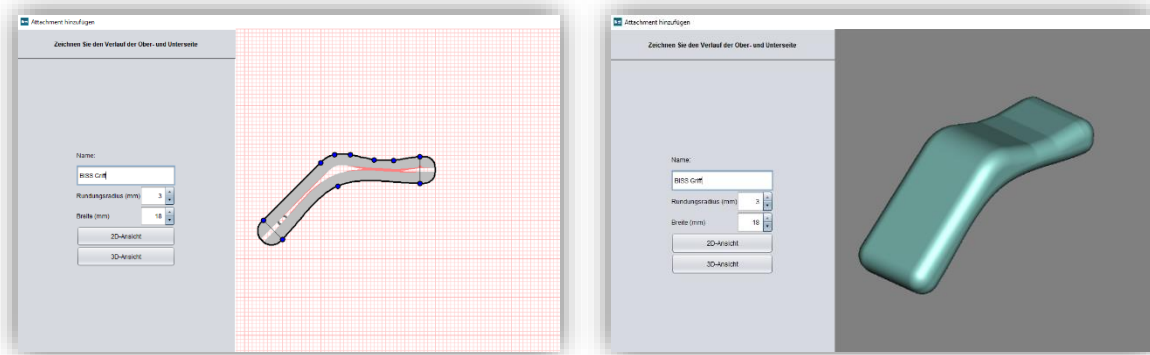 Attachment hinzufügen
Zeichnen Sie den Verlauf der Ober- und Unterseite
Name:
BISS Griff
Rundungsradius (mm) 3
Breite (mm) 18
2D-Ansicht
3D-Ansicht
Attachment hinzufügen
Zeichnen Sie den Verlauf der Ober- und Unterseite
Name:
BISS Griff
Rundungsradius (mm) 3
Breite (mm) 18
2D-Ansicht
3D-Ansicht